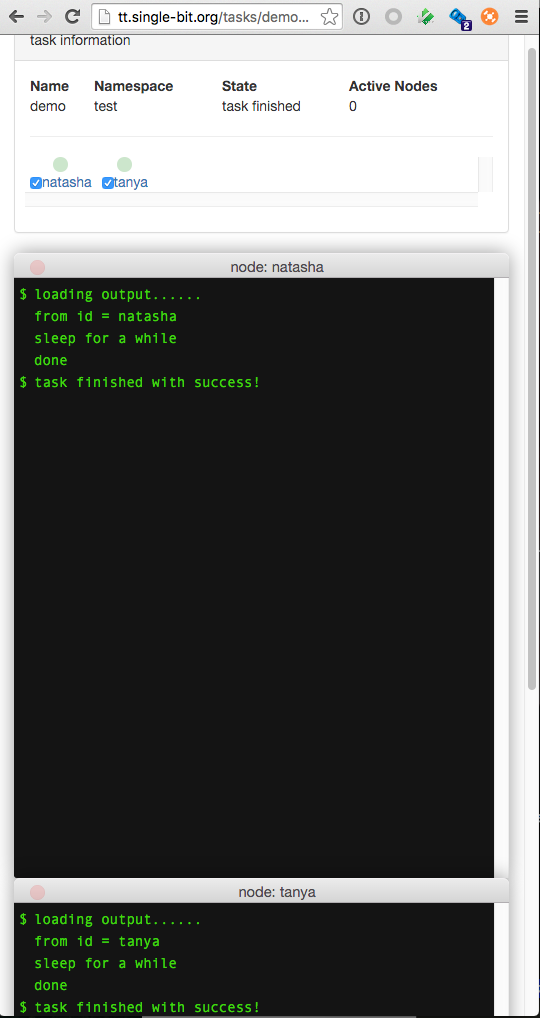 tt.single-bit.org/tasks/demo...
2
task information
Name Namespace State Active Nodes
demo test task finished 0
natasha tanya
node: natasha
$ loading output......
from id = natasha
sleep for a while
done
$ task finished with success!
node: tanya
$ loading output......
from id = tanya
sleep for a while
done
$ task finished with success!